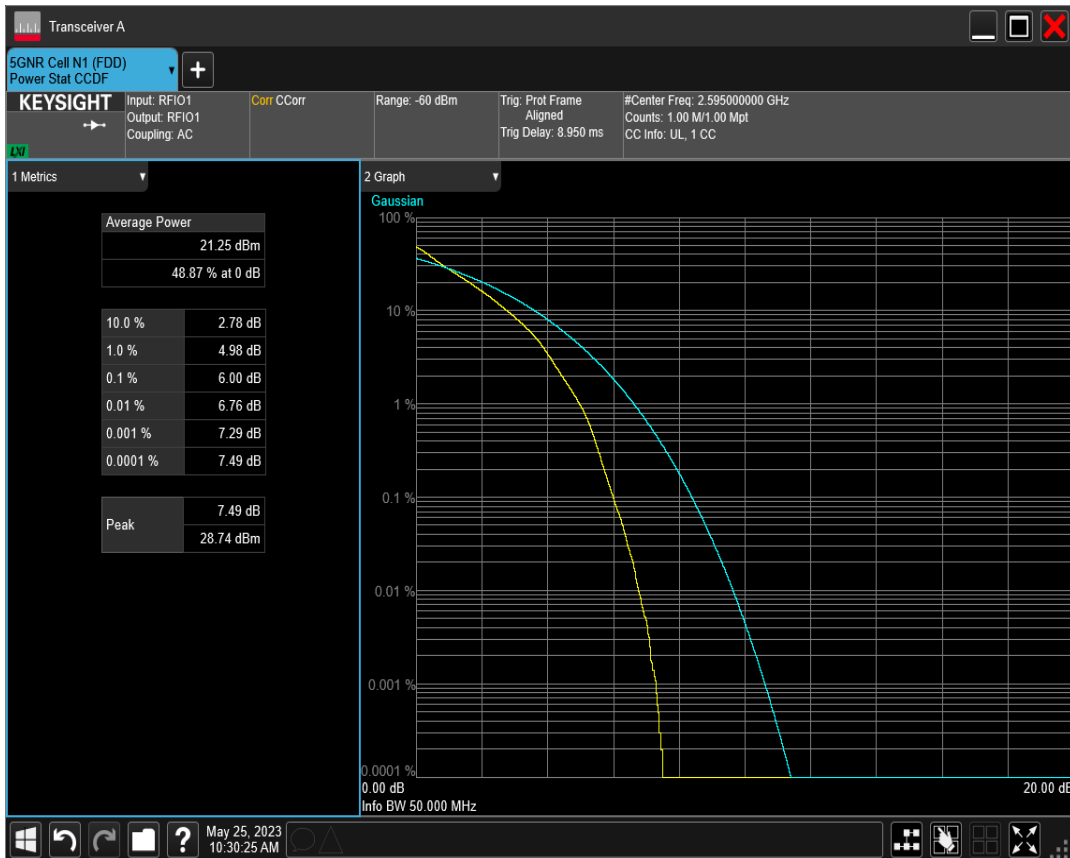 Transceiver A
5GNR Cell N1 (FDD)
Power Stat CCDF
KEYSIGHT
LXI
Input: RFIO1
Output: RFIO1
Coupling: AC
Corr CCorr
Range: -60 dBm
Trig: Prot Frame
Aligned
Trig Delay: 8.950 ms
#Center Freq: 2.595000000 GHz
Counts: 1.00 M/1.00 Mpt
CC Info: UL, 1 CC
1 Metrics
Average Power
21.25 dBm
48.87 % at 0 dB
10.0 % 2.78 dB
1.0 % 4.98 dB
0.1 % 6.00 dB
0.01 % 6.76 dB
0.001 % 7.29 dB
0.0001 % 7.49 dB
Peak
7.49 dB
28.74 dBm
2 Graph
Gaussian
100 %
10 %
1 %
0.1 %
0.01 %
0.001 %
0.0001 %
0.00 dB 20.00 dB
Info BW 50.000 MHz
?
May 25, 2023
10:30:25 AM